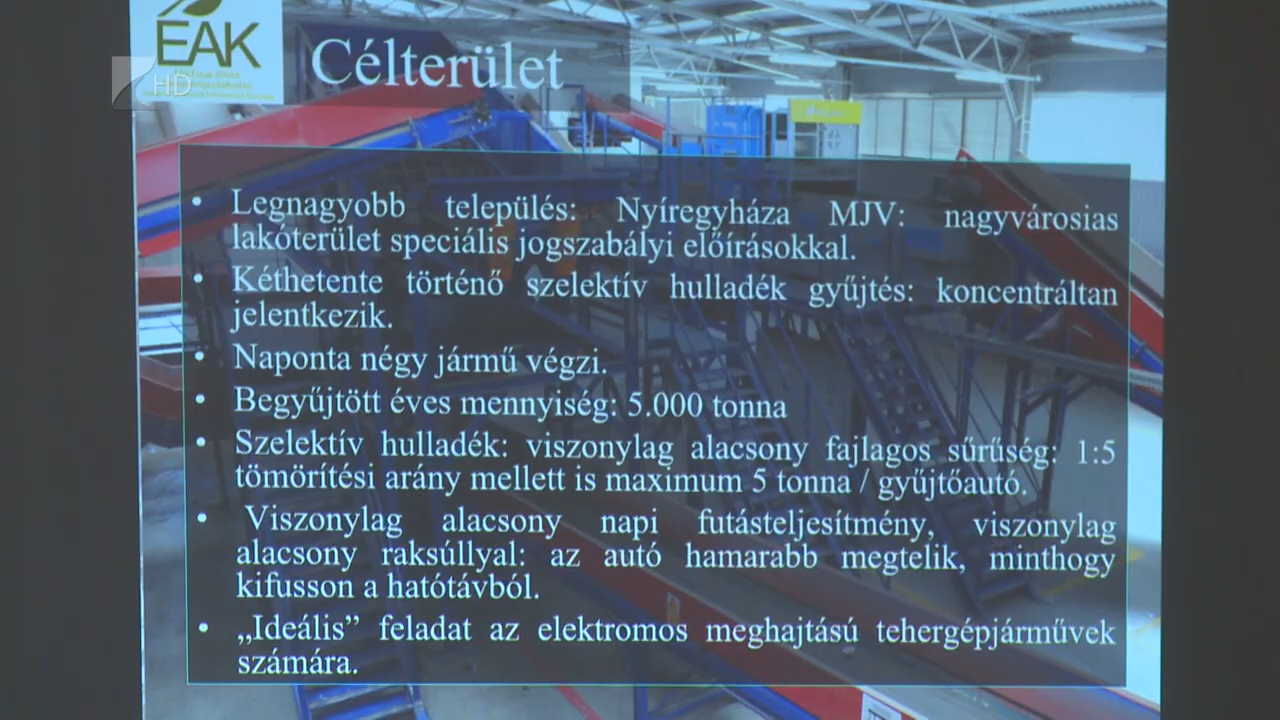 EAK
HD
Célterület
• Legnagyobb település: Nyíregyháza MJV: nagyvárosias
lakóterület speciális jogszabályi előírásokkal.
• Kéthetente történő szelektív hulladék gyűjtés: koncentráltan
jelentkezik.
• Naponta négy jármű végzi.
• Begyűjtött éves mennyiség: 5.000 tonna
• Szelektív hulladék: viszonylag alacsony fajlagos sűrűség: 1:5
tömörítési arány mellett is maximum 5 tonna / gyűjtőautó.
• Viszonylag alacsony napi futásteljesítmény, viszonylag
alacsony raksúllyal: az autó hamarabb megtelik, minthogy
kifusson a hatótávból.
• „Ideális” feladat az elektromos meghajtású tehergépjárművek
számára.